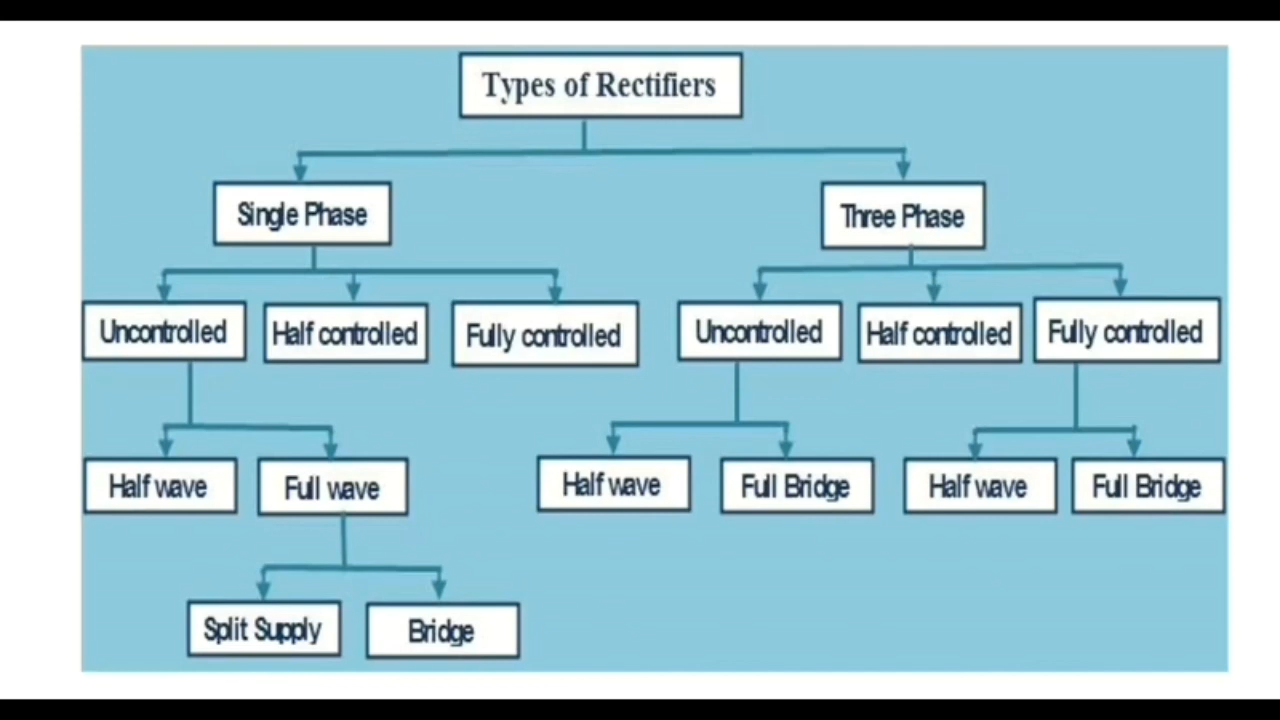 Types of Rectifiers
Single Phase
Three Phase
Uncontrolled
Half controlled
Fully controlled
Uncontrolled
Half controlled
Fully controlled
Half wave
Full wave
Half wave
Full Bridge
Half wave
Full Bridge
Split Supply
Bridge